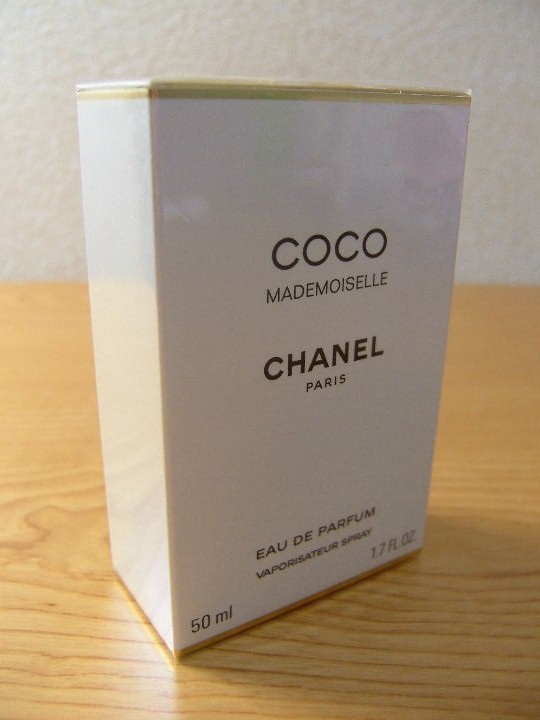 COCO
MADEMOISELLE
CHANEL
PARIS
EAU DE PARFUM
VAPORISATEUR SPRAY
50 ml 1.7 FL.OZ.